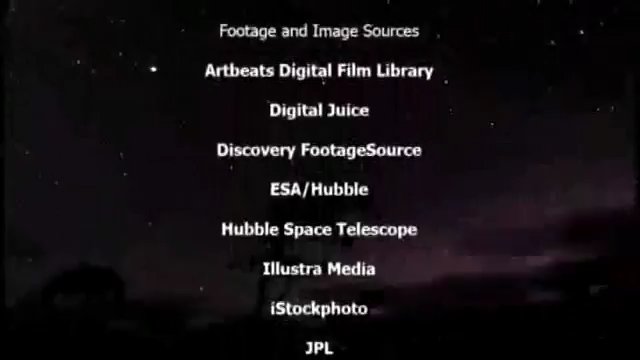 Footage and Image Sources
Artbeats Digital Film Library
Digital Juice
Discovery FootageSource
ESA/Hubble
Hubble Space Telescope
Illustra Media
iStockphoto
JPL